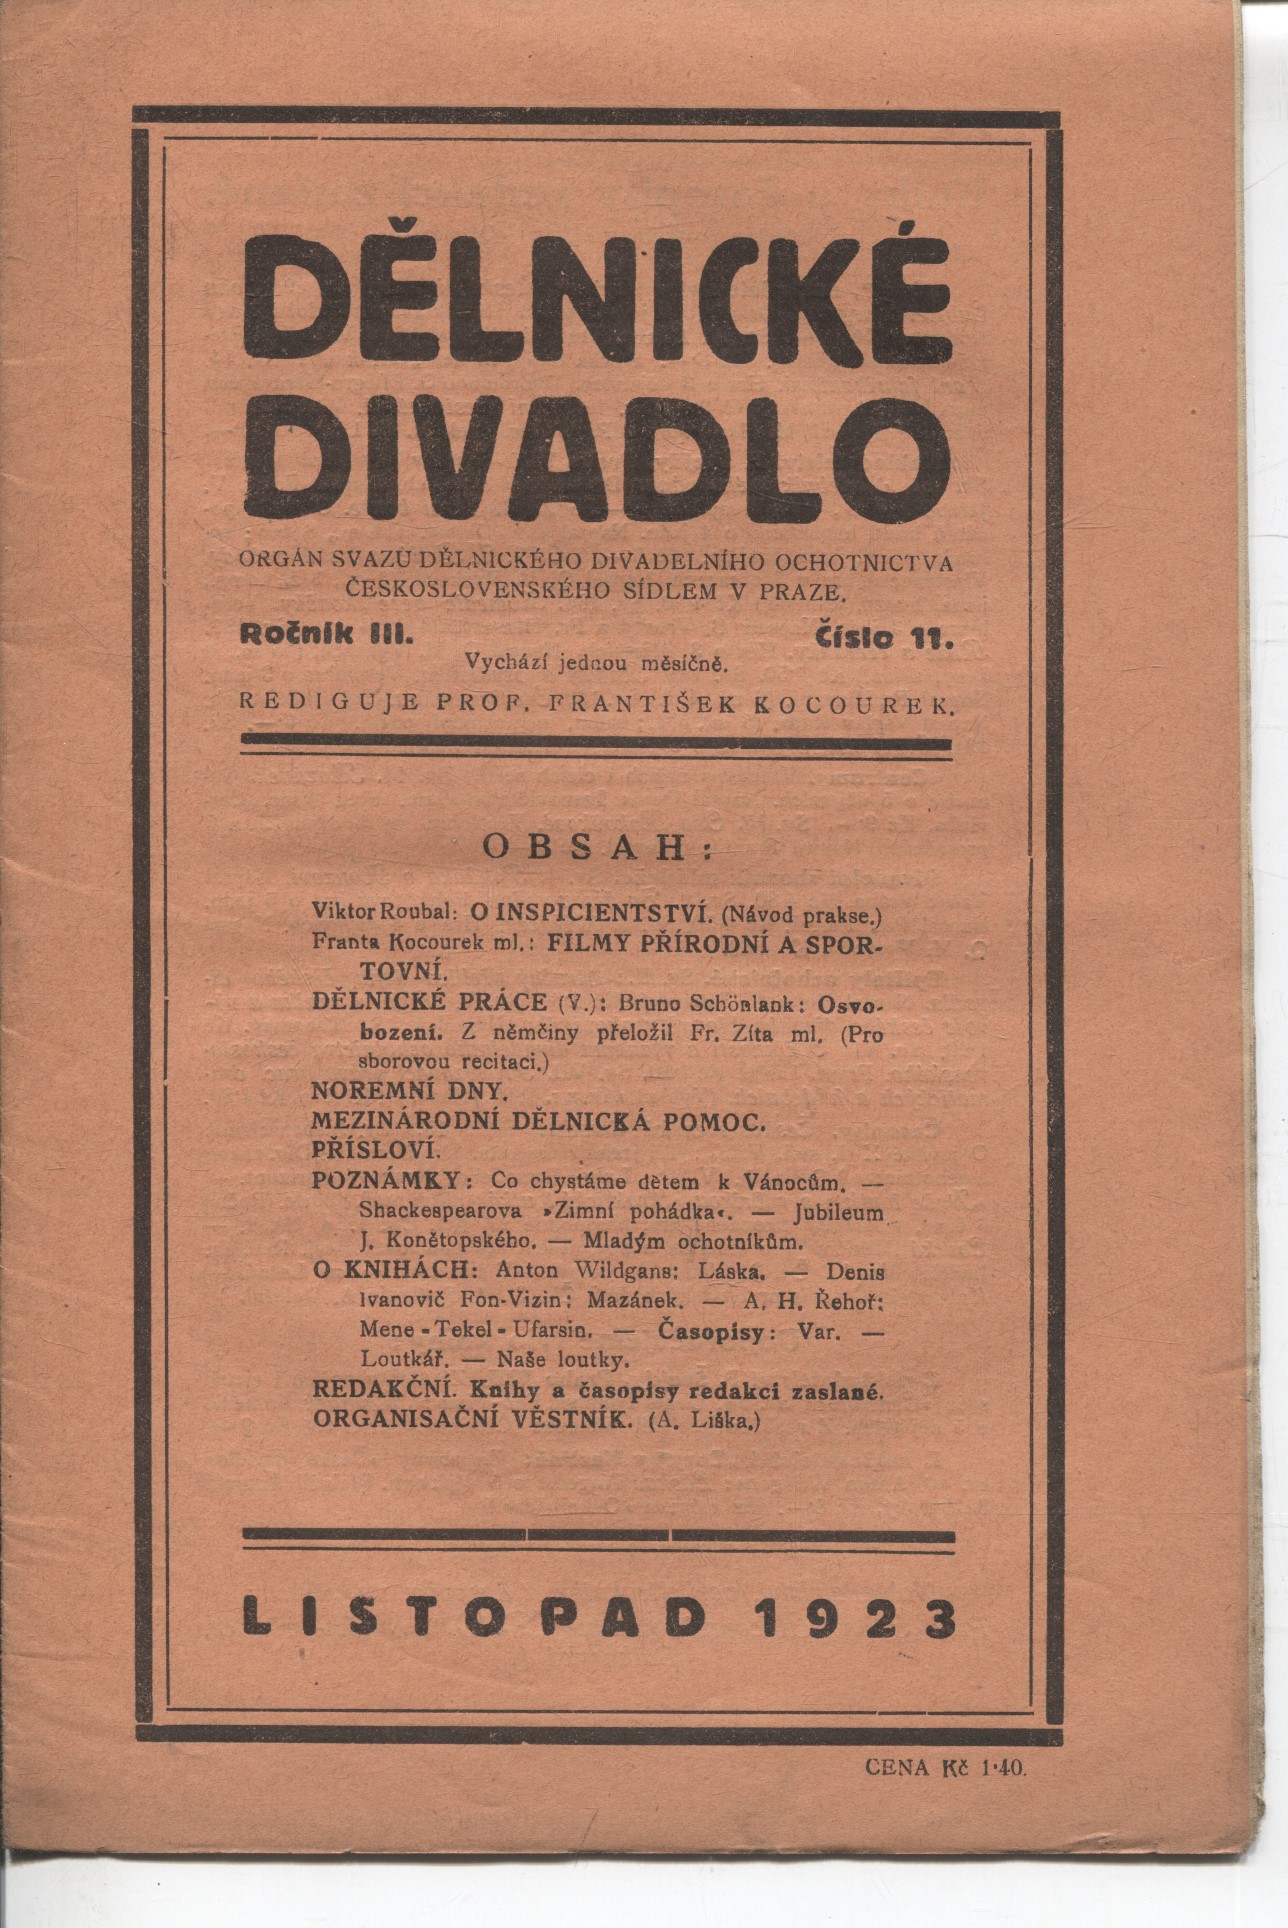 DĚLNICKÉ
DIVADLO
ORGÁN SVAZU DĚLNICKÉHO DIVADELNÍHO OCHOTNICTVA
ČESKOSLOVENSKÉHO SÍDLEM V PRAZE.
Ročník III. Číslo 11.
Vychází jednou měsíčně.
REDIGUJE PROF. FRANTIŠEK KOCOUREK.
OBSAH:
Viktor Roubal: O INSPICIENTSTVÍ. (Návod prakse.)
Franta Kocourek ml.: FILMY PŘÍRODNÍ A SPOR-
TOVNÍ.
DĚLNICKÉ PRÁCE (V.): Bruno Schönlank: Osvo-
bození. Z němčiny přeložil Fr. Zíta ml. (Pro
sborovou recitaci.)
NOREMNÍ DNY.
MEZINÁRODNÍ DĚLNICKÁ POMOC.
PŘÍSLOVÍ.
POZNÁMKY: Co chystáme dětem k Vánocům. —
Shackespearova »Zimní pohádka«. — Jubileum
J. Konětopského. — Mladým ochotníkům.
O KNIHÁCH: Anton Wildgans: Láska. — Denis
Ivanovič Fon-Vizin: Mazánek. — A. H. Řehoř:
Mene-Tekel-Ufarsin. — Časopisy: Var. —
Loutkář. — Naše loutky.
REDAKČNÍ. Knihy a časopisy redakci zaslané.
ORGANISAČNÍ VĚSTNÍK. (A. Liška.)
LISTOPAD 1923
CENA Kč 1·40.